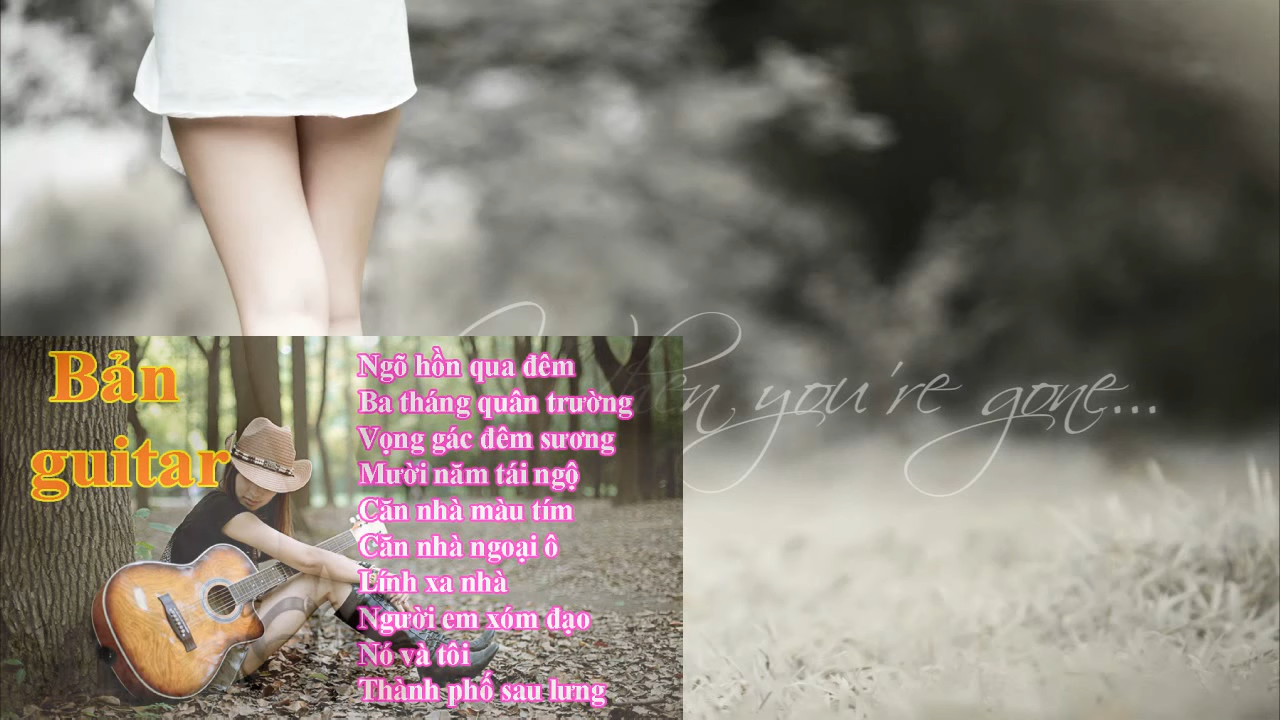 When you're gone...
Bản
guitar
Ngõ hồn qua đêm
Ba tháng quân trường
Vọng gác đêm sương
Mười năm tái ngộ
Căn nhà màu tím
Căn nhà ngoại ô
Lính xa nhà
Người em xóm đạo
Nó và tôi
Thành phố sau lưng